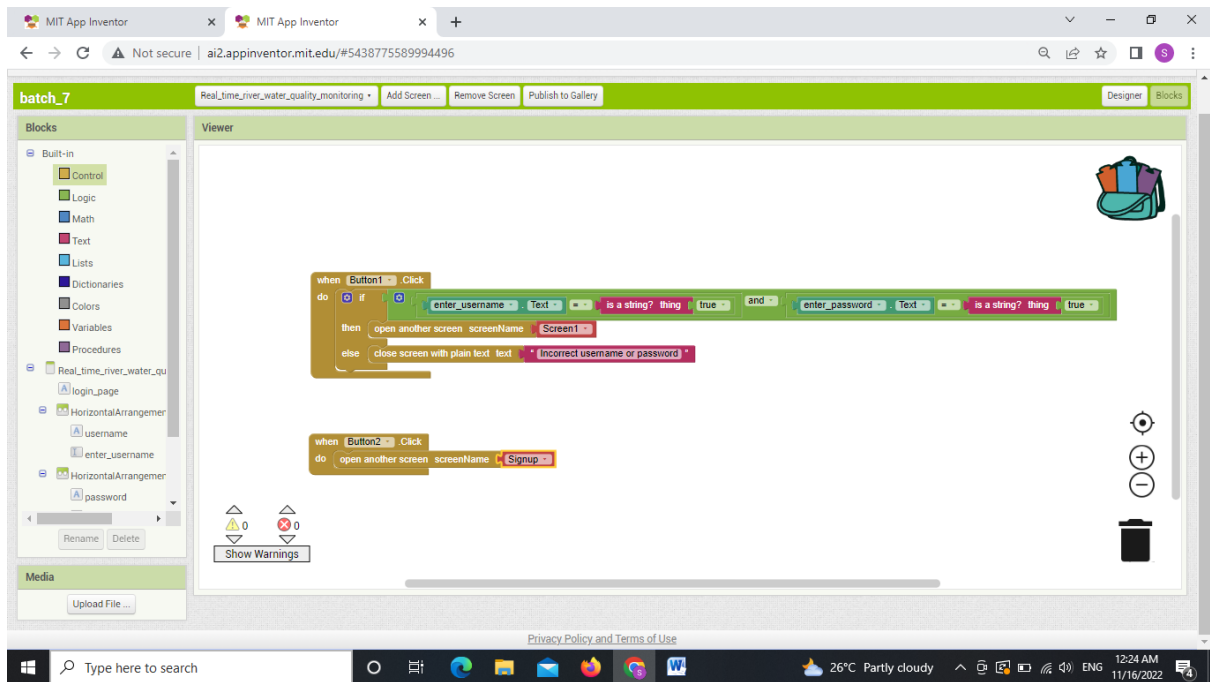 MIT App Inventor
MIT App Inventor
Not secure
ai2.appinventor.mit.edu/#5438775589994496
S
batch_7
Real_time_river_water_quality_monitoring
Add Screen ...
Remove Screen
Publish to Gallery
Designer
Blocks
Blocks
Viewer
Built-in
Control
Logic
Math
Text
Lists
Dictionaries
Colors
Variables
Procedures
Real_time_river_water_qu
login_page
HorizontalArrangemer
username
enter_username
HorizontalArrangemer
password
Rename
Delete
Media
Upload File ...
when Button1 .Click
do if enter_username . Text = is a string? thing true and enter_password . Text = is a string? thing true
then open another screen screenName Screen1
else close screen with plain text text " Incorrect username or password "
when Button2 .Click
do open another screen screenName Signup
0 0
Show Warnings
Privacy Policy and Terms of Use
Type here to search
W
26°C Partly cloudy
ENG
12:24 AM
11/16/2022
4